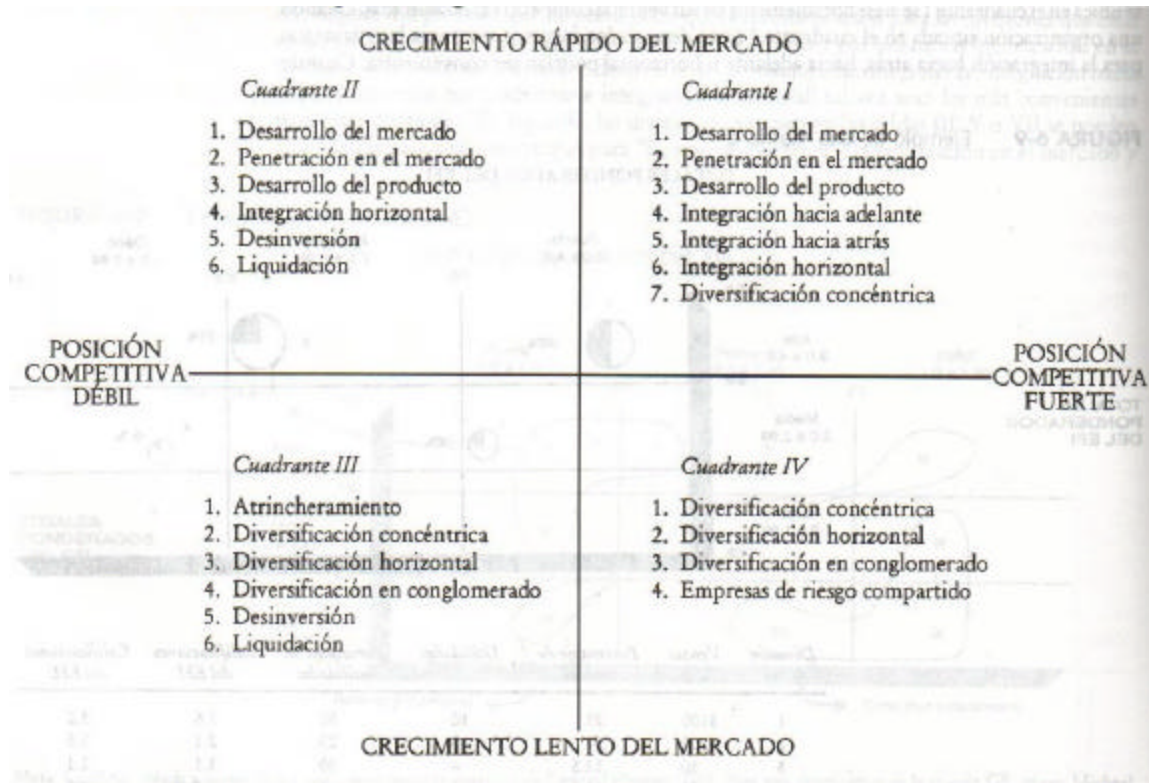 CRECIMIENTO RÁPIDO DEL MERCADO
Cuadrante II
1. Desarrollo del mercado
2. Penetración en el mercado
3. Desarrollo del producto
4. Integración horizontal
5. Desinversión
6. Liquidación
Cuadrante I
1. Desarrollo del mercado
2. Penetración en el mercado
3. Desarrollo del producto
4. Integración hacia adelante
5. Integración hacia atrás
6. Integración horizontal
7. Diversificación concéntrica
POSICIÓN
COMPETITIVA
DÉBIL
POSICIÓN
COMPETITIVA
FUERTE
Cuadrante III
1. Atrincheramiento
2. Diversificación concéntrica
3. Diversificación horizontal
4. Diversificación en conglomerado
5. Desinversión
6. Liquidación
Cuadrante IV
1. Diversificación concéntrica
2. Diversificación horizontal
3. Diversificación en conglomerado
4. Empresas de riesgo compartido
CRECIMIENTO LENTO DEL MERCADO